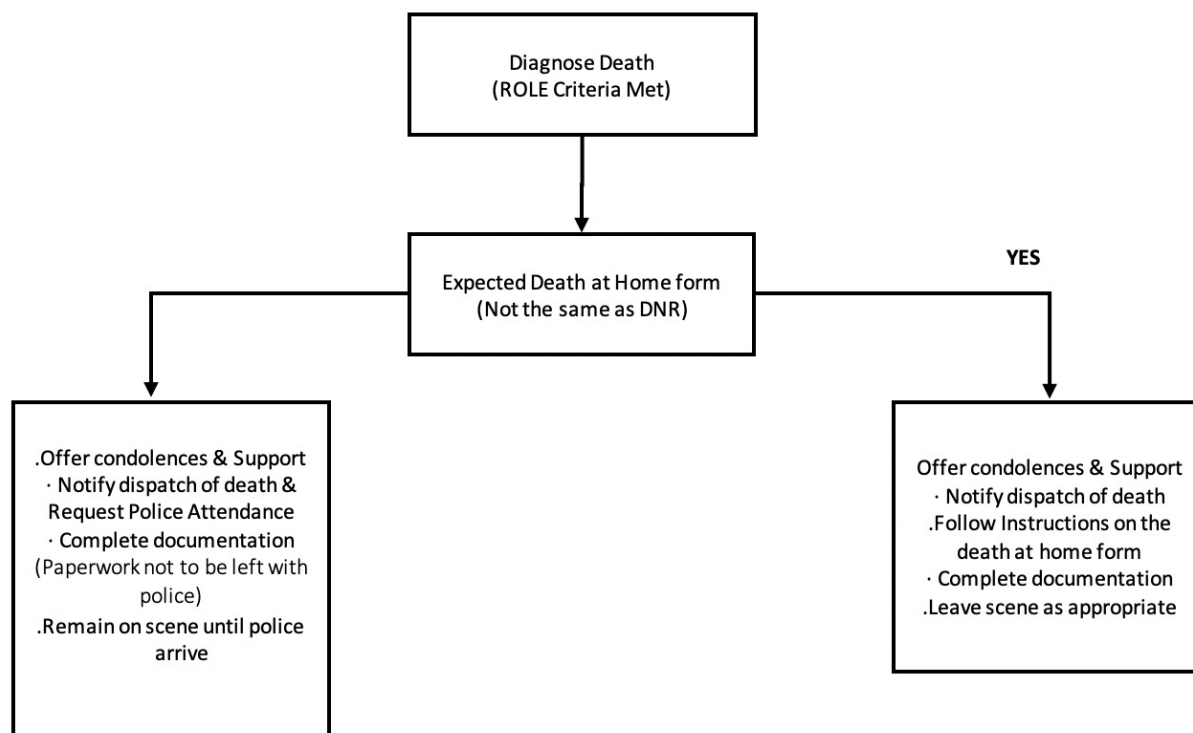 Diagnose Death
(ROLE Criteria Met)
Expected Death at Home form
(Not the same as DNR)
YES
.Offer condolences & Support
· Notify dispatch of death &
Request Police Attendance
· Complete documentation
(Paperwork not to be left with
police)
.Remain on scene until police
arrive
Offer condolences & Support
· Notify dispatch of death
.Follow Instructions on the
death at home form
· Complete documentation
.Leave scene as appropriate